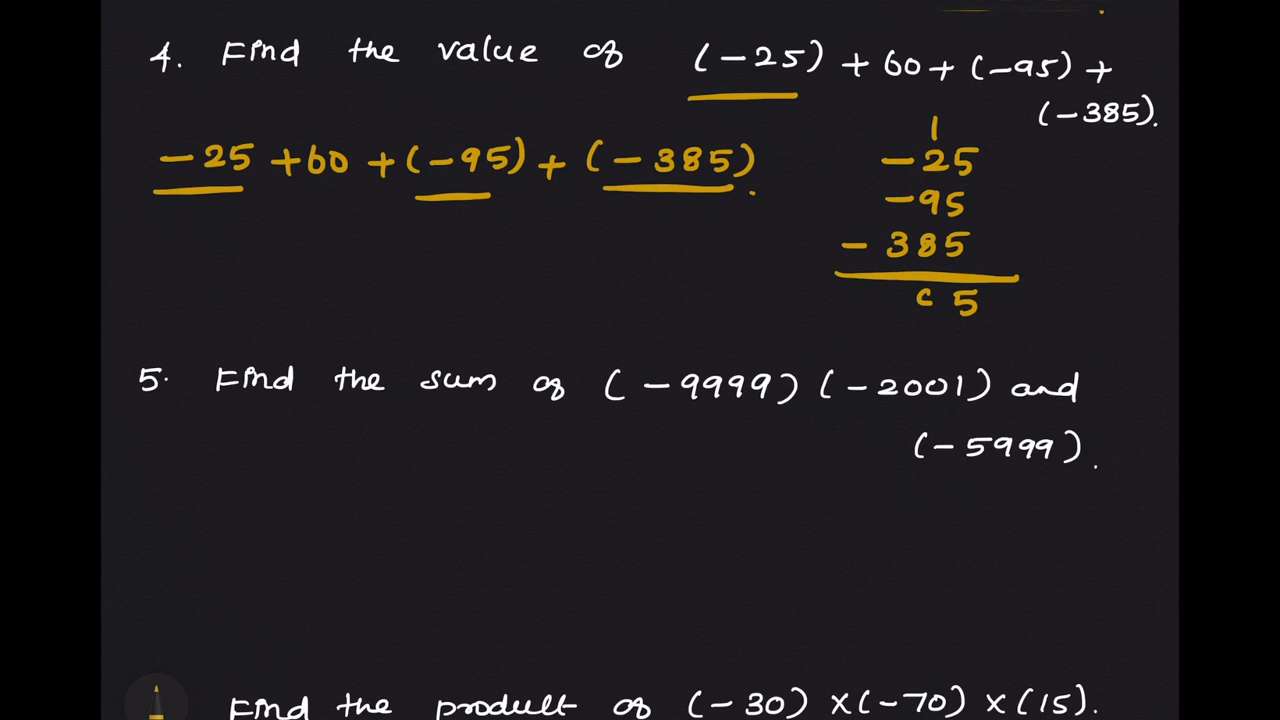 4. Find the value of (-25) + 60 + (-95) +
(-385).
-25 + 60 + (-95) + (-385).
1
-25
-95
-385
c 5
5. Find the sum of (-9999) (-2001) and
(-5999).
Find the product of (-30) x (-70) x (15).